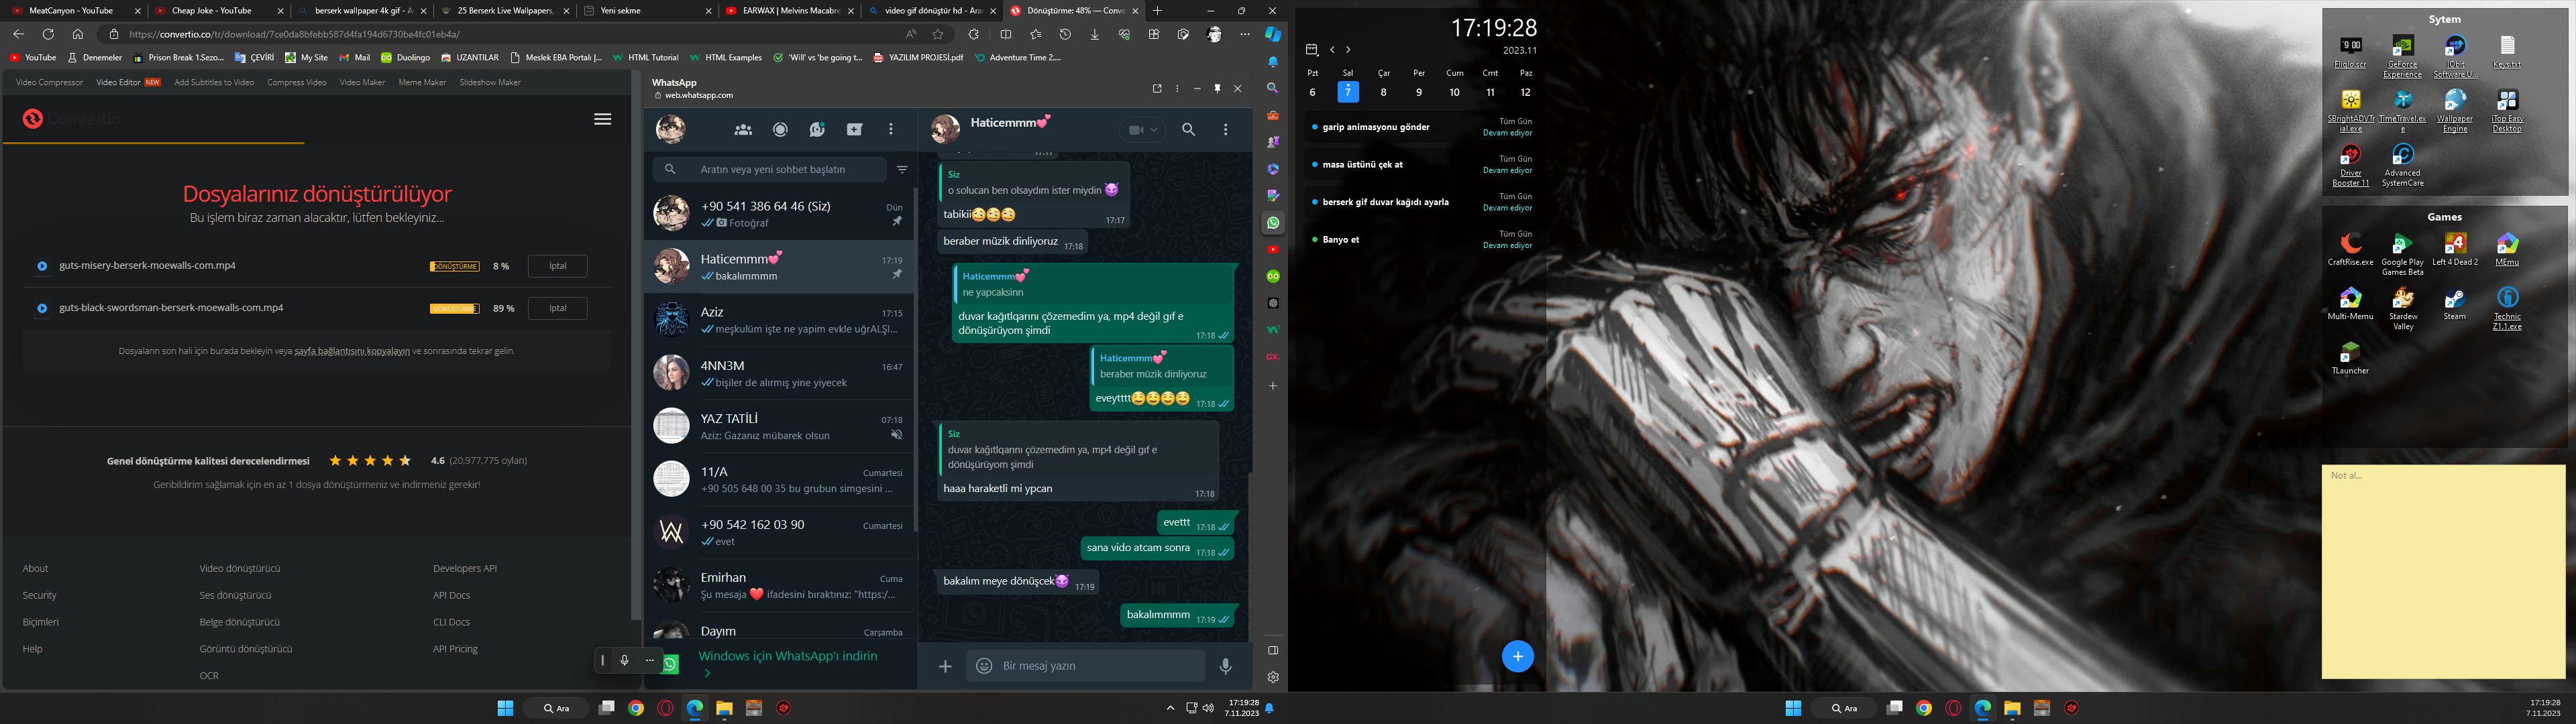 MeatCanyon - YouTube
Cheap Joke - YouTube
berserk wallpaper 4k gif - A
25 Berserk Live Wallpapers,
Yeni sekme
EARWAX | Melvins Macabre
video gif dönüştür hd - Ara
Dönüştürme: 48% — Conve
https://convertio.co/tr/download/7ce0da8bfebb587d4fa194d6730be4fc01eb4a/
YouTube
Denemeler
Prison Break 1.Sezo...
ÇEVİRİ
My Site
Mail
Duolingo
UZANTILAR
Meslek EBA Portalı |...
HTML Tutorial
HTML Examples
'Will' vs 'be going t...
YAZILIM PROJESİ.pdf
Adventure Time 2....
Video Compressor
Video Editor NEW
Add Subtitles to Video
Compress Video
Video Maker
Meme Maker
Slideshow Maker
Convertio
Dosyalarınız dönüştürülüyor
Bu işlem biraz zaman alacaktır, lütfen bekleyiniz...
guts-misery-berserk-moewalls-com.mp4
DÖNÜŞTÜRME
8 %
İptal
guts-black-swordsman-berserk-moewalls-com.mp4
DÖNÜŞTÜRME
89 %
İptal
Dosyaların son hali için burada bekleyin veya sayfa bağlantısını kopyalayın ve sonrasında tekrar gelin.
Genel dönüştürme kalitesi derecelendirmesi
4.6 (20,977,775 oyları)
Geribildirim sağlamak için en az 1 dosya dönüştürmeniz ve indirmeniz gerekir!
About
Video dönüştürücü
Developers API
Security
Ses dönüştürücü
API Docs
Biçimleri
Belge dönüştürücü
CLI Docs
Help
Görüntü dönüştürücü
API Pricing
OCR
WhatsApp
web.whatsapp.com
Aratın veya yeni sohbet başlatın
+90 541 386 64 46 (Siz)
Dün
Fotoğraf
Haticemmm💕
17:19
bakalımmmm
Aziz
17:15
meşkulüm işte ne yapim evkle uğrALŞI...
4NN3M
16:47
bişiler de alırmış yine yiyecek
YAZ TATİLİ
07:18
Aziz: Gazanız mübarek olsun
11/A
Cumartesi
+90 505 648 00 35 bu grubun simgesini ...
+90 542 162 03 90
Cumartesi
evet
Emirhan
Cuma
Şu mesaja ❤️ ifadesini bıraktınız: "https:/...
Dayım
Çarşamba
Windows için WhatsApp'ı indirin
Haticemmm💕
17:17
Siz
o solucan ben olsaydım ister miydin 😈
tabikii😳😳😳
17:17
beraber müzik dinliyoruz
17:18
Haticemmm💕
ne yapcaksinn
duvar kağıtlqarını çözemedim ya, mp4 değil gıf e
dönüşürüyom şimdi
17:18
Haticemmm💕
beraber müzik dinliyoruz
eveytttt😊😊😊😊
17:18
Siz
duvar kağıtlqarını çözemedim ya, mp4 değil gıf e
dönüşürüyom şimdi
haaa haraketli mi ypcan
17:18
evettt
17:18
sana vido atcam sonra
17:18
bakalım meye dönüşcek😈
17:19
bakalımmmm
17:19
Bir mesaj yazın
GX.
Ara
17:19:28
7.11.2023
17:19:28
2023.11
Pzt Sal Çar Per Cum Cmt Paz
6 7 8 9 10 11 12
garip animasyonu gönder
Tüm Gün
Devam ediyor
masa üstünü çek at
Tüm Gün
Devam ediyor
berserk gif duvar kağıdı ayarla
Tüm Gün
Devam ediyor
Banyo et
Tüm Gün
Devam ediyor
Sytem
9 00
Fliqlo.scr
GeForce Experience
IObit Software U...
Keys.txt
SBrightADVTrial.exe
TimeTravel.exe
Wallpaper Engine
iTop Easy Desktop
Driver Booster 11
Advanced SystemCare
Games
CraftRise.exe
Google Play Games Beta
Left 4 Dead 2
MEmu
Multi-Memu
Stardew Valley
Steam
Technic Z1.1.exe
TLauncher
Not al...
Ara
17:19:28
7.11.2023